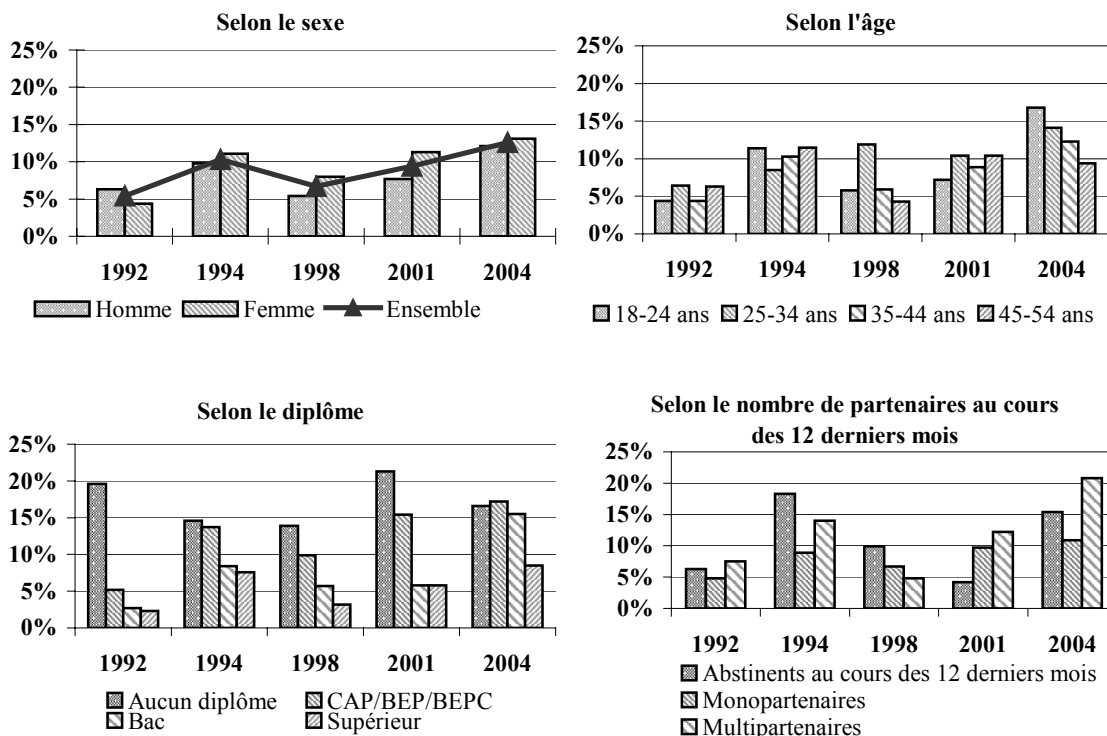 Selon le sexe
25%
20%
15%
10%
5%
0%
1992 1994 1998 2001 2004
Homme Femme Ensemble
Selon l'âge
25%
20%
15%
10%
5%
0%
1992 1994 1998 2001 2004
18-24 ans 25-34 ans 35-44 ans 45-54 ans
Selon le diplôme
25%
20%
15%
10%
5%
0%
1992 1994 1998 2001 2004
Aucun diplôme CAP/BEP/BEPC
Bac Supérieur
Selon le nombre de partenaires au cours
des 12 derniers mois
25%
20%
15%
10%
5%
0%
1992 1994 1998 2001 2004
Abstinents au cours des 12 derniers mois
Monopartenaires
Multipartenaires